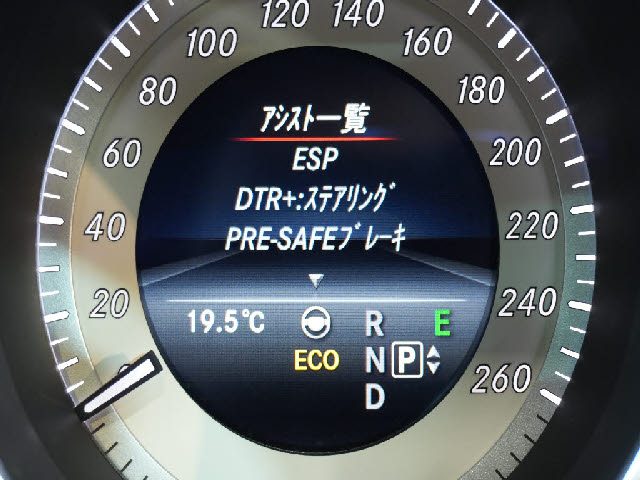 120 140
100 160
80 180
アシスト一覧
60 200
ESP
DTR+:ステアリング
40 220
PRE-SAFEブレーキ
20 240
19.5℃ R E
ECO N P
260
D